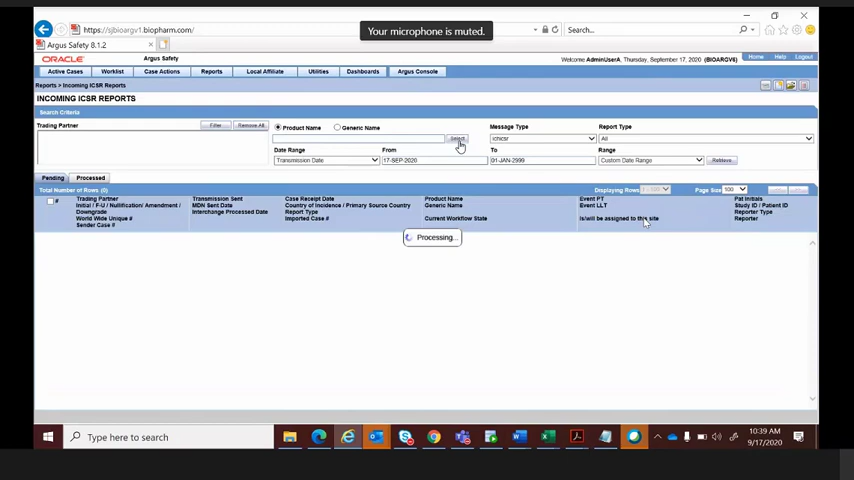 Your microphone is muted.
https://sjbioargv1.biopharm.com/
Search...
Argus Safety 8.1.2
ORACLE Argus Safety
Welcome AdminUserA, Thursday, September 17, 2020 (BIOARGV6) Home Help Logout
Active Cases Worklist Case Actions Reports Local Affiliate Utilities Dashboards Argus Console
Reports > Incoming ICSR Reports
INCOMING ICSR REPORTS
Search Criteria
Trading Partner Filter Remove All Product Name Generic Name Message Type Report Type
Select ichicsr All
Date Range From To Range
Transmission Date 17-SEP-2020 01-JAN-2999 Custom Date Range Retrieve
Pending Processed
Total Number of Rows (0) Displaying Rows Page Size 100
# Trading Partner Transmission Sent Case Receipt Date Product Name Event PT Pat Initials
Initial / F-U / Nullification/ Amendment / Downgrade MDN Sent Date Country of Incidence / Primary Source Country Generic Name Event LLT Study ID / Patient ID
Interchange Processed Date Report Type Reporter Type
World Wide Unique # Imported Case # Current Workflow State Is/will be assigned to this site Reporter
Sender Case #
Processing...
Type here to search
10:39 AM
9/17/2020